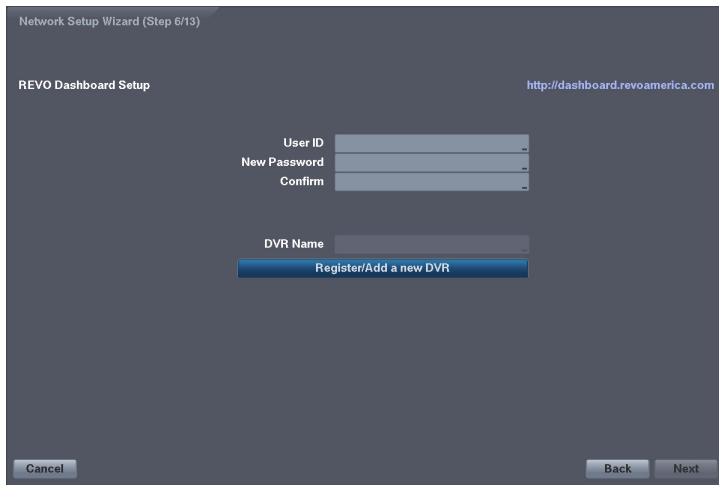 Network Setup Wizard (Step 6/13)
REVO Dashboard Setup
http://dashboard.revoamerica.com
User ID
New Password
Confirm
DVR Name
Register/Add a new DVR
Cancel
Back
Next